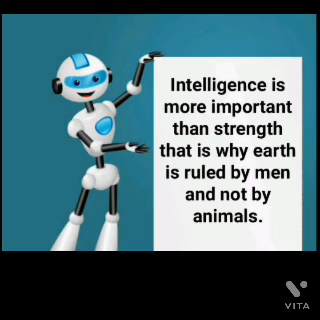 Intelligence is
more important
than strength
that is why earth
is ruled by men
and not by
animals.
VITA